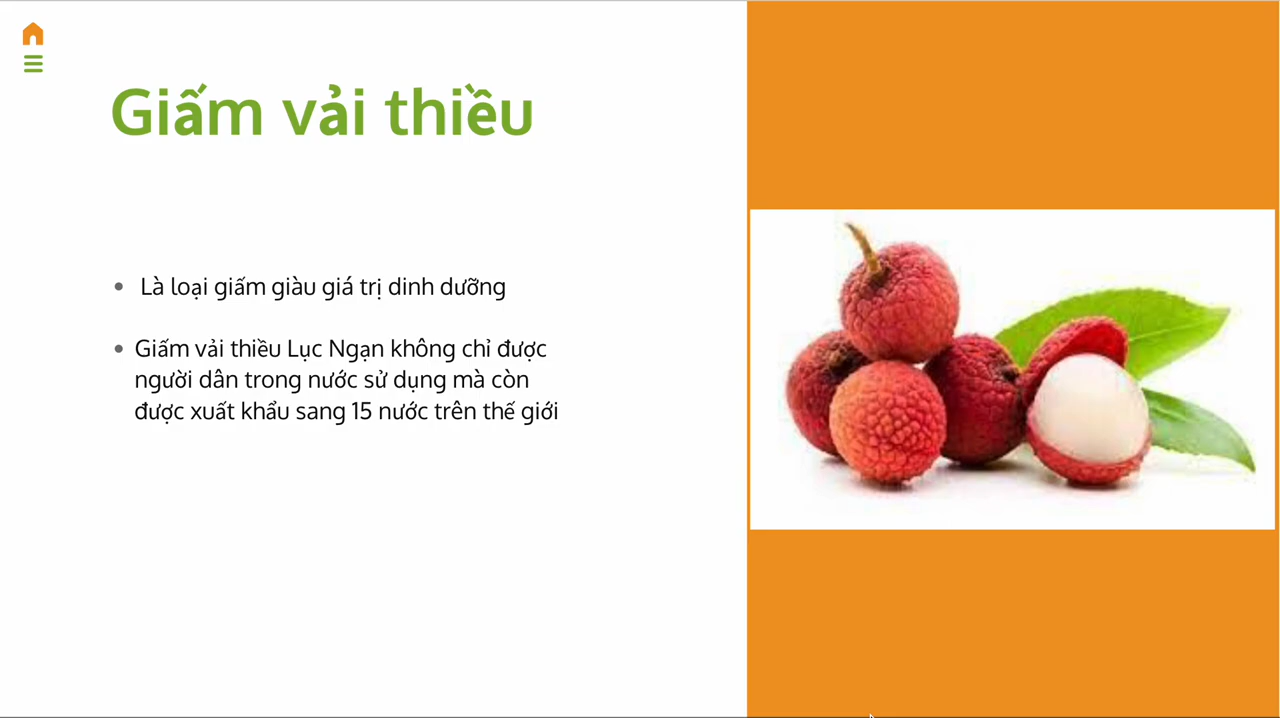 Giấm vải thiều
Là loại giấm giàu giá trị dinh dưỡng
Giấm vải thiều Lục Ngạn không chỉ được
người dân trong nước sử dụng mà còn
được xuất khẩu sang 15 nước trên thế giới